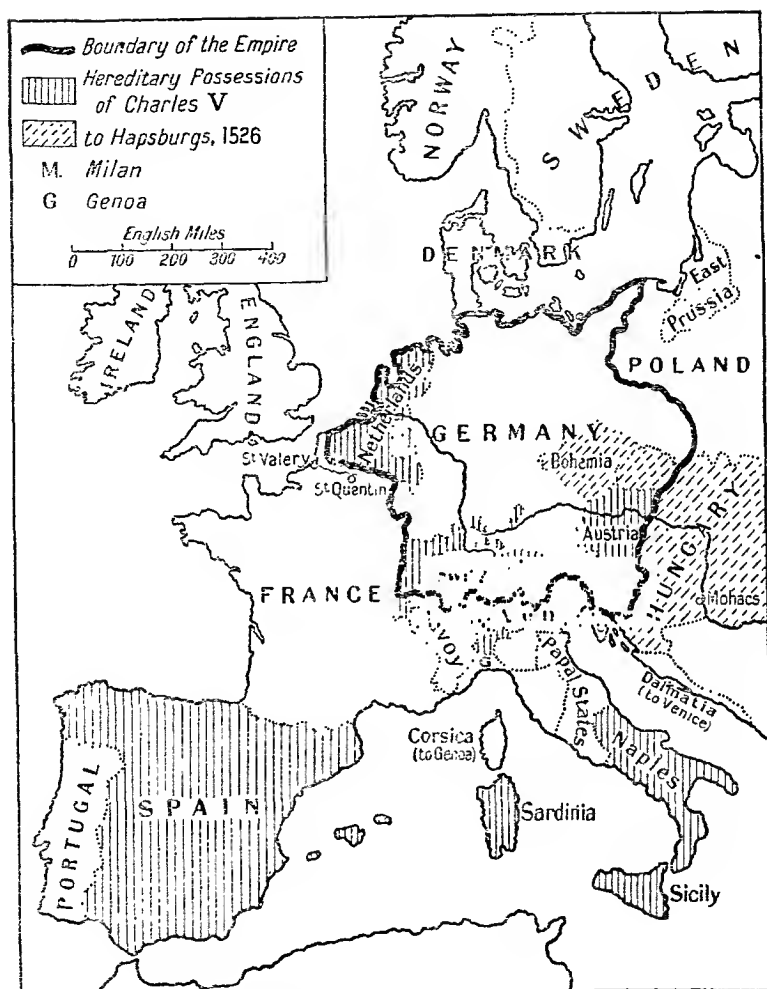 Boundary of the Empire
Hereditary Possessions
of Charles V
to Hapsburgs, 1526
M. Milan
G Genoa
English Miles
0 100 200 300 400
NORWAY
SWEDEN
DENMARK
East
Prussia
IRELAND
ENGLAND
POLAND
Netherlands
GERMANY
St Valery
St Quentin
Bohemia
Austria
HUNGARY
Mohacs
FRANCE
Papal States
Dalmatia
(to Venice)
Corsica
(to Genoa)
Naples
PORTUGAL
SPAIN
Sardinia
Sicily